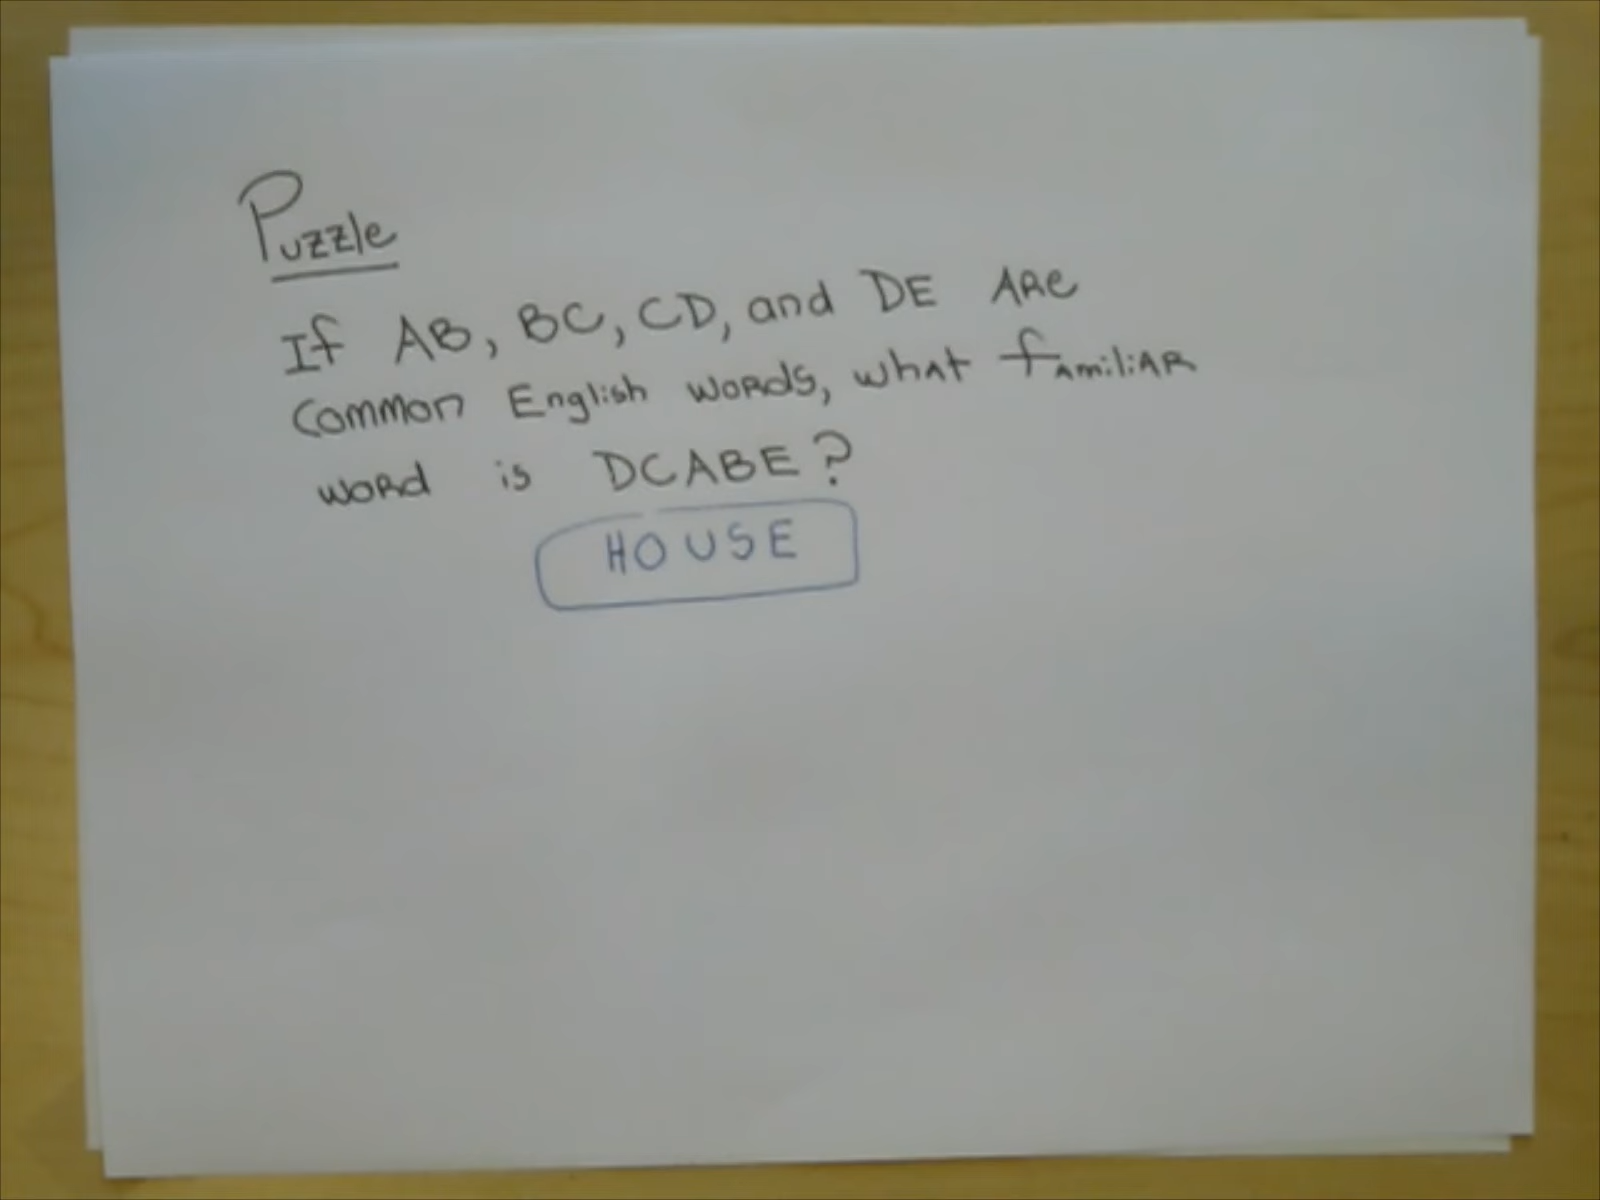 Puzzle
If AB, BC, CD, and DE ARe
Common English words, what familiAR
word is DCABE?
HOUSE